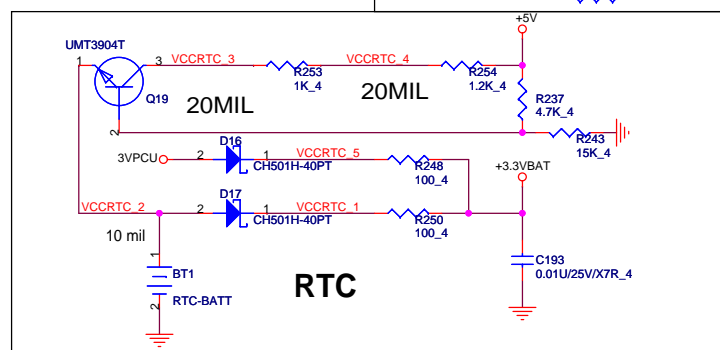 +5V
UMT3904T
1
3
VCCRTC_3
VCCRTC_4
R253
1K_4
R254
1.2K_4
Q19
20MIL
20MIL
R237
4.7K_4
2
R243
15K_4
D16
3VPCU
2
1
VCCRTC_5
CH501H-40PT
R248
100_4
+3.3VBAT
D17
VCCRTC_2
2
1
VCCRTC_1
CH501H-40PT
R250
100_4
10 mil
1
BT1
RTC-BATT
2
RTC
C193
0.01U/25V/X7R_4